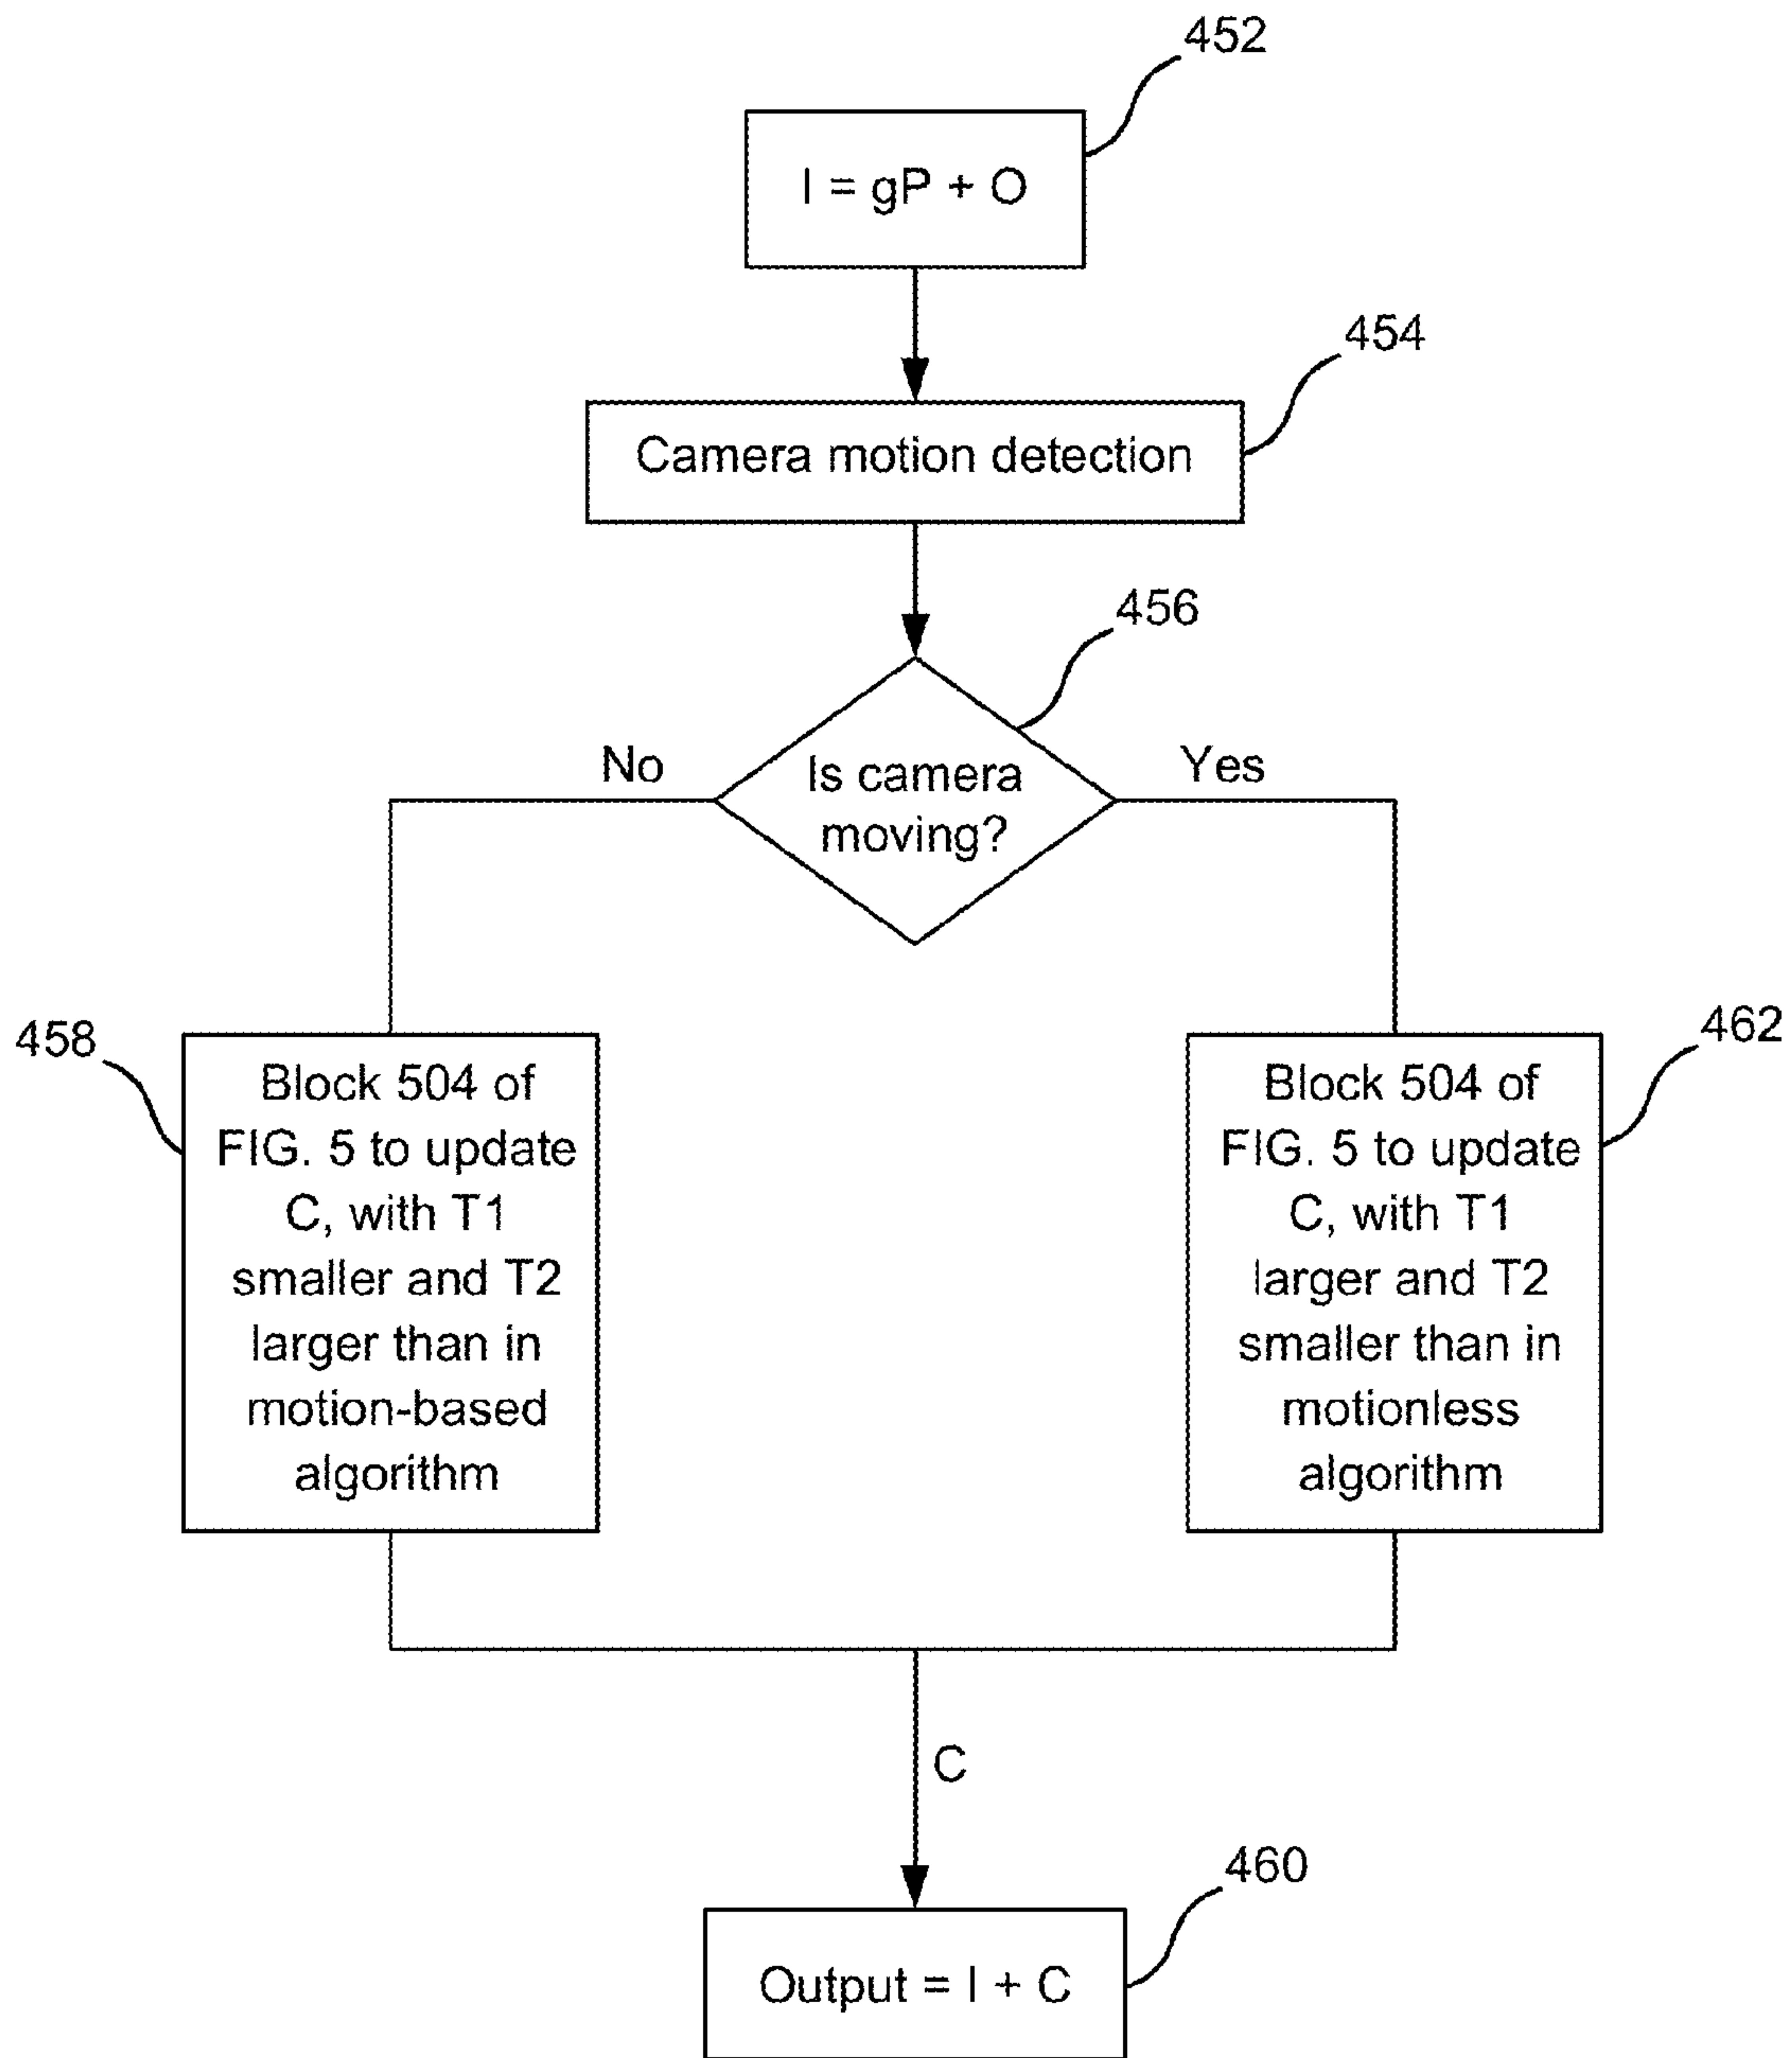 452
I = gP + O
454
Camera motion detection
456
No
Is camera
moving?
Yes
458
Block 504 of
FIG. 5 to update
C, with T1
smaller and T2
larger than in
motion-based
algorithm
462
Block 504 of
FIG. 5 to update
C, with T1
larger and T2
smaller than in
motionless
algorithm
C
460
Output = I + C